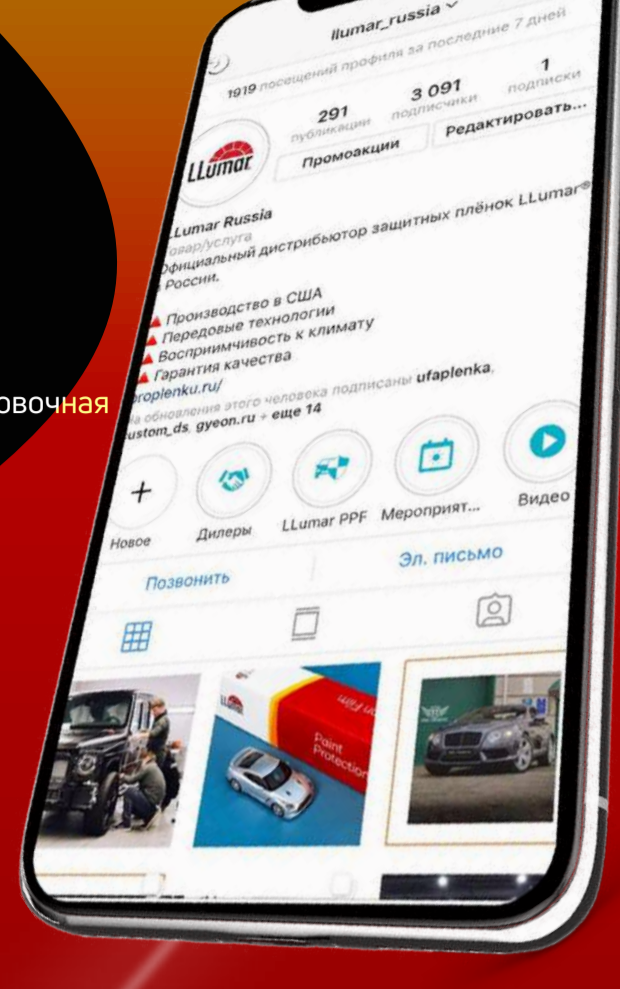 llumar_russia
1919 посещений профиля за последние 7 дней
291
публикации
3 091
подписчики
1
подписки
Промоакции
Редактировать...
LLumar
LLumar Russia
Товар/услуга
Официальный дистрибьютор защитных плёнок LLumar®
России.
Производство в США
Передовые технологии
Восприимчивость к климату
Гарантия качества
proplenku.ru/
на обновления этого человека подписаны ufaplenka,
custom_ds, gyeon.ru + еще 14
овочная
Новое
Дилеры
LLumar PPF
Мероприят...
Видео
Позвонить
Эл. письмо
LLumar
Paint
Protection